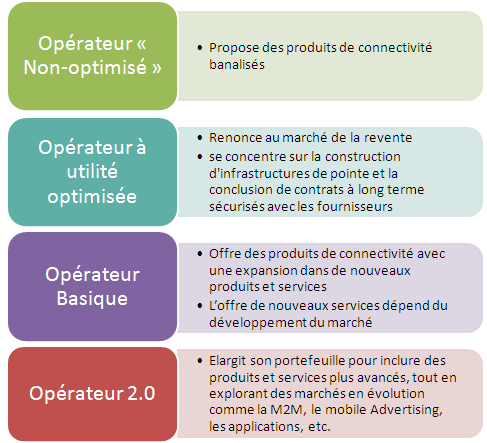 Opérateur «
Non-optimisé »
• Propose des produits de connectivité
banalisés
Opérateur à
utilité
optimisée
• Renonce au marché de la revente
• se concentre sur la construction
d'infrastructures de pointe et la
conclusion de contrats à long terme
sécurisés avec les fournisseurs
Opérateur
Basique
• Offre des produits de connectivité avec
une expansion dans de nouveaux
produits et services
• L'offre de nouveaux services dépend du
développement du marché
Opérateur 2.0
• Elargit son portefeuille pour inclure des
produits et services plus avancés, tout en
explorant des marchés en évolution
comme la M2M, le mobile Advertising,
les applications, etc.